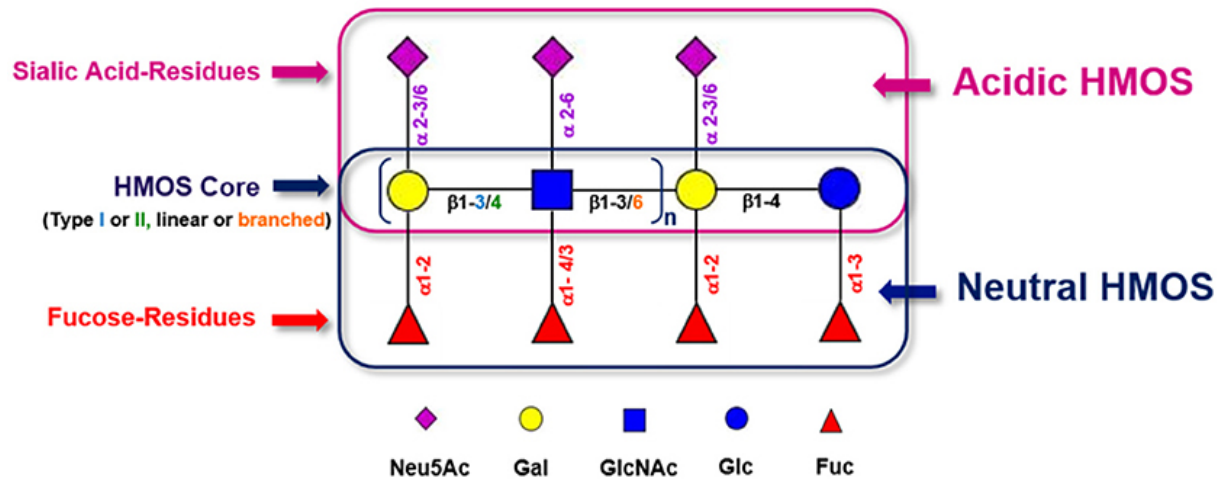 Sialic Acid-Residues
Acidic HMOS
α 2-3/6
α 2-6
α 2-3/6
HMOS Core
(Type I or II, linear or branched)
β1-3/4
β1-3/6
n
β1-4
α1-2
α1- 4/3
α1-2
α1-3
Neutral HMOS
Fucose-Residues
Neu5Ac Gal GlcNAc Glc Fuc